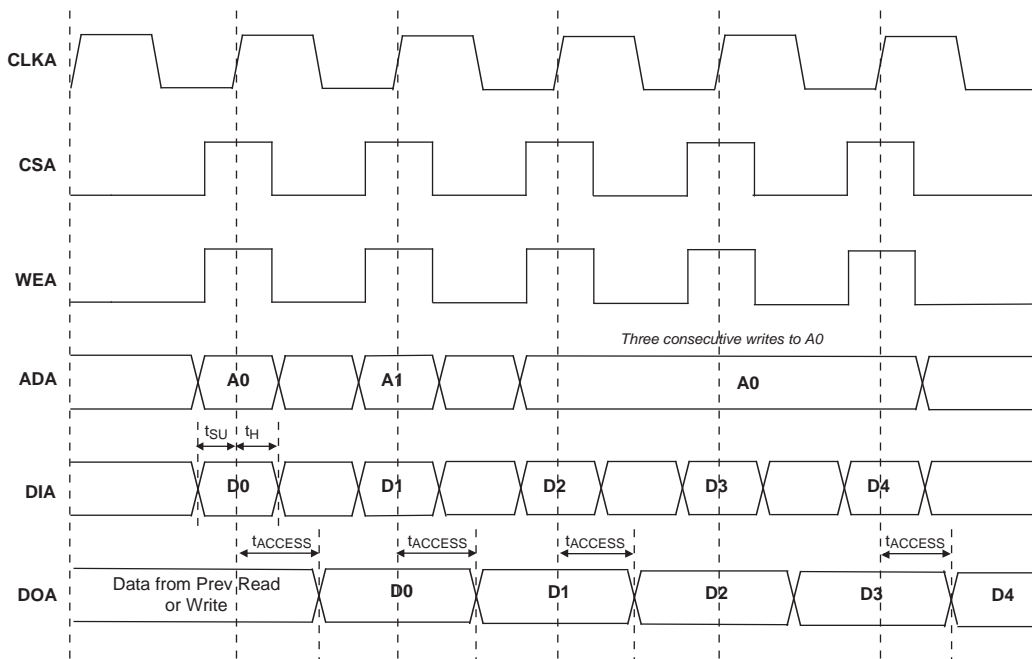 CLKA
CSA
WEA
Three consecutive writes to A0
ADA A0 A1 A0
tSU tH
DIA D0 D1 D2 D3 D4
tACCESS tACCESS tACCESS tACCESS
DOA Data from Prev Read
or Write D0 D1 D2 D3 D4